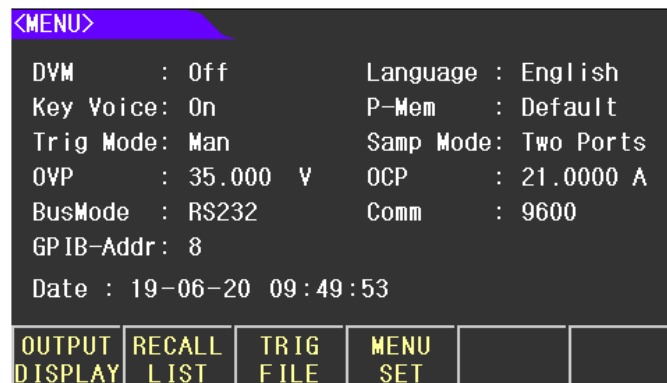 <MENU>
DVM : Off Language : English
Key Voice: On P-Mem : Default
Trig Mode: Man Samp Mode: Two Ports
OVP : 35.000 V OCP : 21.0000 A
BusMode : RS232 Comm : 9600
GPIB-Addr: 8
Date : 19-06-20 09:49:53
OUTPUT RECALL TRIG MENU
DISPLAY LIST FILE SET